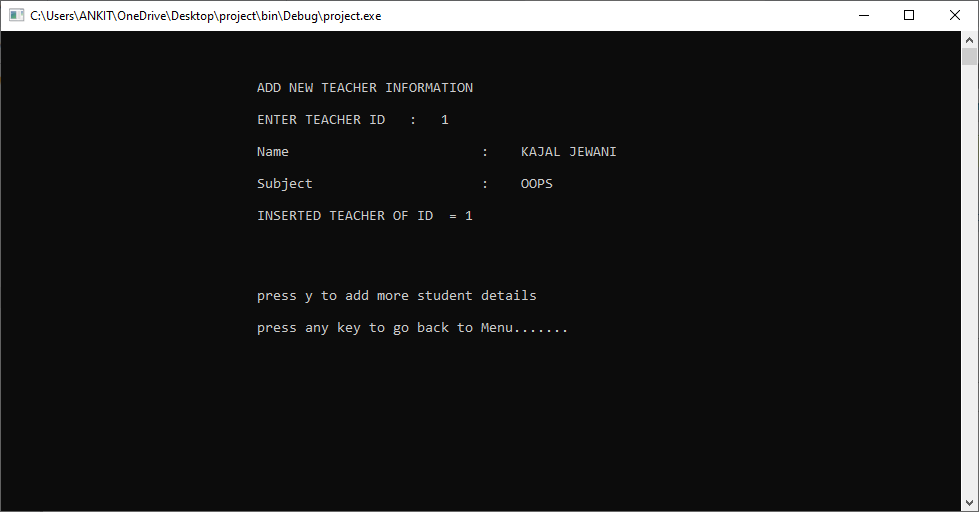 C:\Users\ANKIT\OneDrive\Desktop\project\bin\Debug\project.exe
ADD NEW TEACHER INFORMATION
ENTER TEACHER ID : 1
Name : KAJAL JEWANI
Subject : OOPS
INSERTED TEACHER OF ID = 1
press y to add more student details
press any key to go back to Menu.......